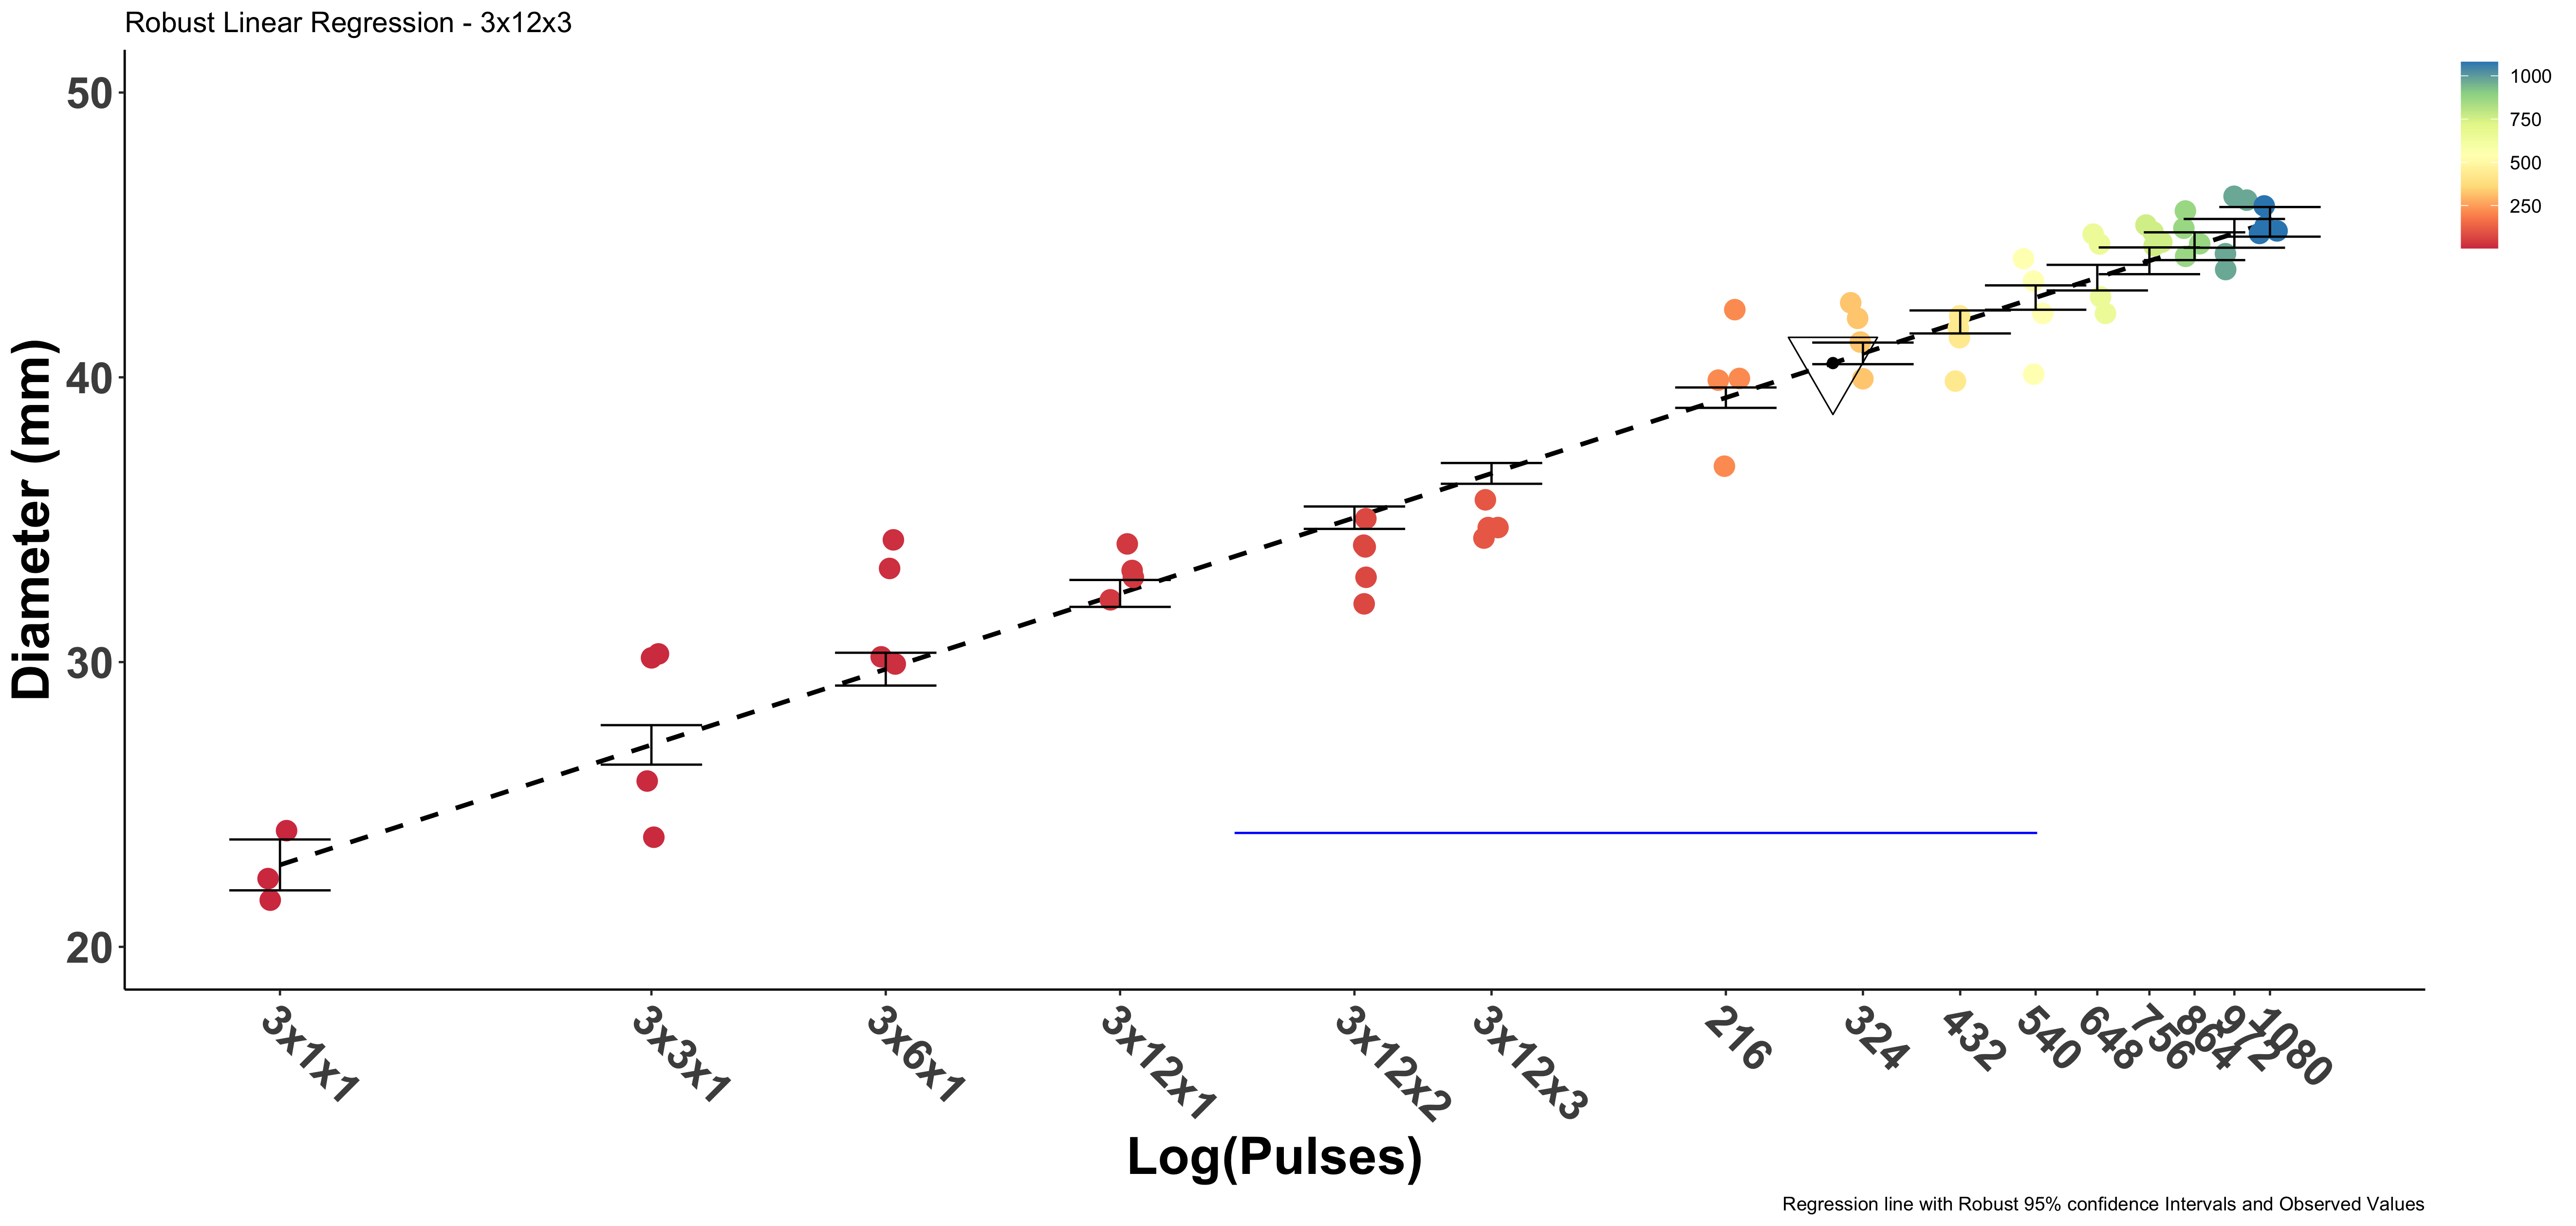 Robust Linear Regression - 3x12x3
50
40
30
20
Diameter (mm)
1000
750
500
250
3x1x1
3x3x1
3x6x1
3x12x1
3x12x2
3x12x3
216
324
432
540
648
756
864
972
1080
Log(Pulses)
Regression line with Robust 95% confidence Intervals and Observed Values